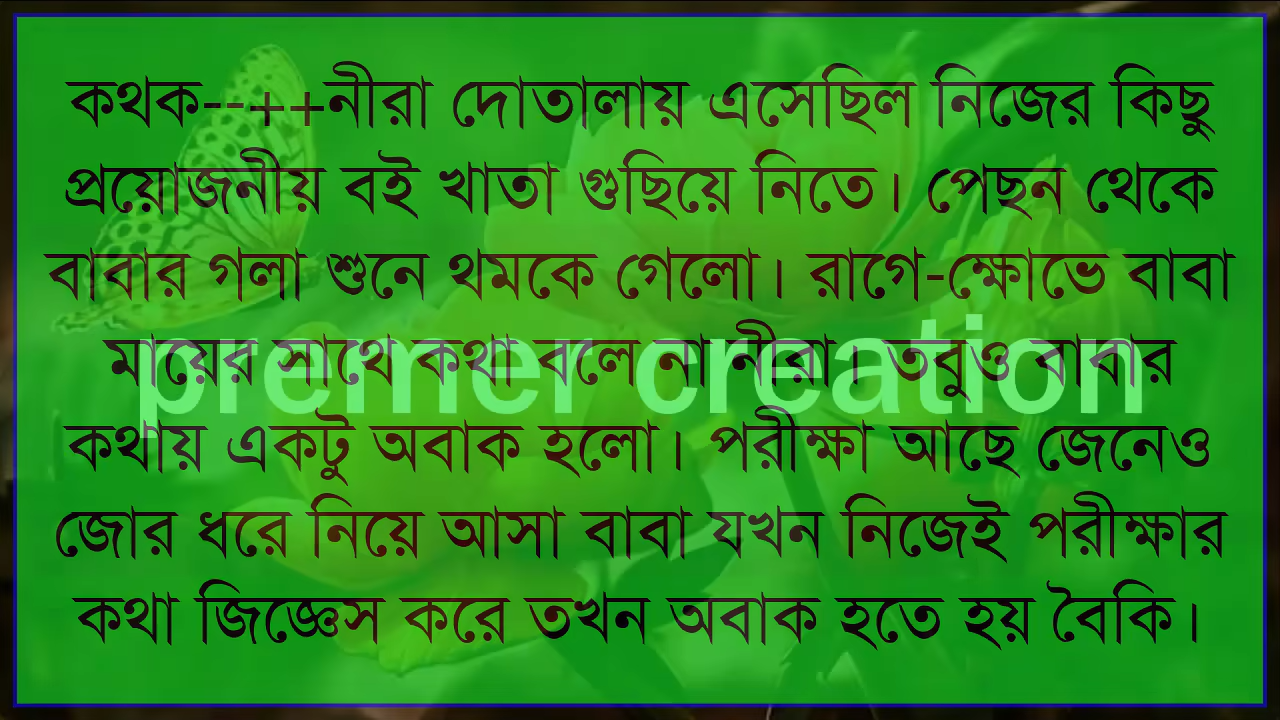 কথক--++নীরা দোতালায় এসেছিল নিজের কিছু
প্রয়োজনীয় বই খাতা গুছিয়ে নিতে। পেছন থেকে
বাবার গলা শুনে থমকে গেলো। রাগে-ক্ষোভে বাবা
মায়ের সাথে কথা বলে না নীরা। তবুও বাবার
premer creation
কথায় একটু অবাক হলো। পরীক্ষা আছে জেনেও
জোর ধরে নিয়ে আসা বাবা যখন নিজেই পরীক্ষার
কথা জিজ্ঞেস করে তখন অবাক হতে হয় বৈকি।